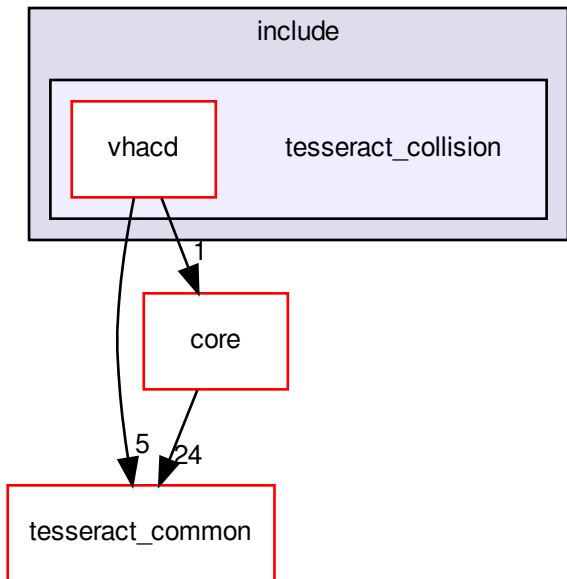 include
vhacd
tesseract_collision
1
core
5
24
tesseract_common